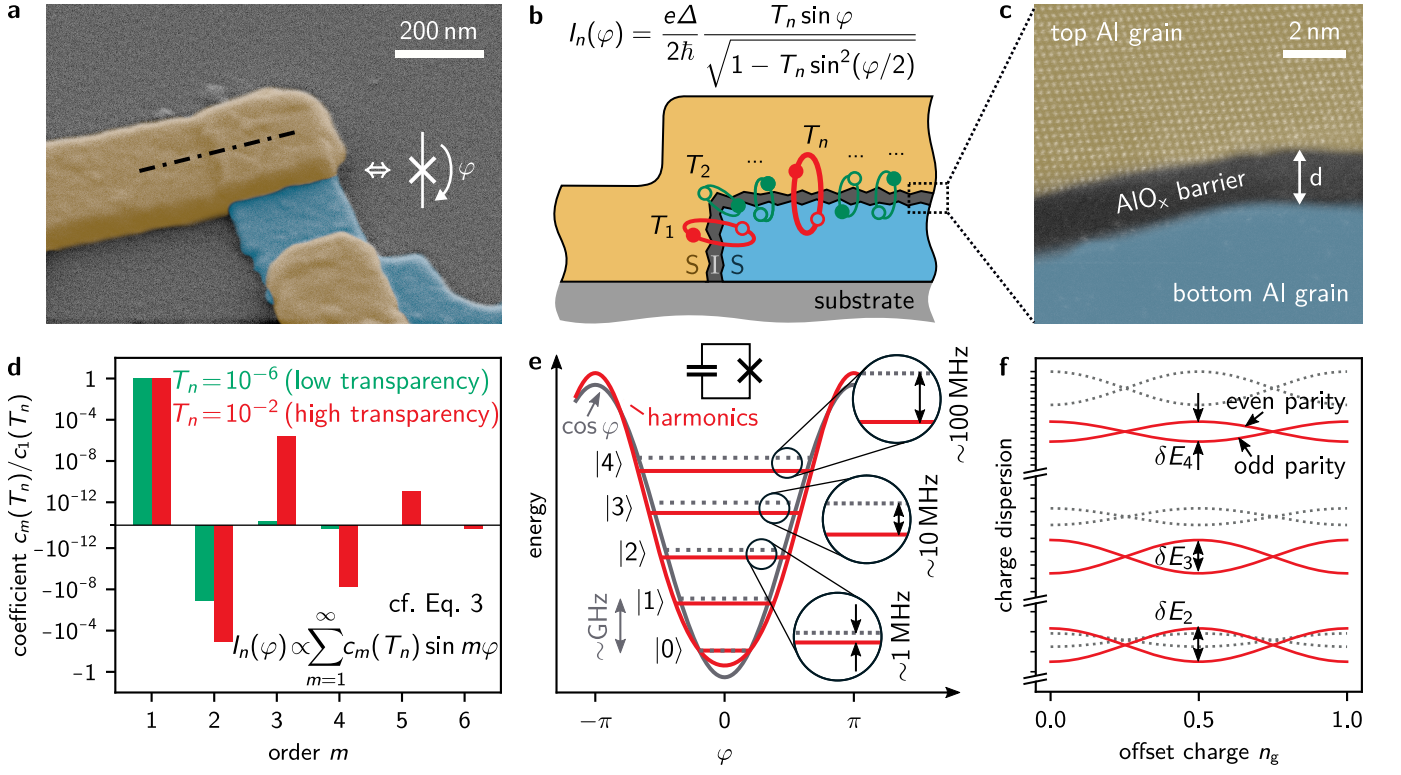 a
200 nm
⇔
φ
b
I_n(φ) = eΔ/2ħ T_n sin φ / √(1 − T_n sin²(φ/2))
T_1
T_2
...
T_n
...
...
S I S
substrate
c
top Al grain
2 nm
AlOₓ barrier
d
bottom Al grain
d
coefficient c_m(T_n)/c_1(T_n)
1
10⁻⁴
10⁻⁸
10⁻¹²
-10⁻¹²
-10⁻⁸
-10⁻⁴
-1
T_n = 10⁻⁶ (low transparency)
T_n = 10⁻² (high transparency)
cf. Eq. 3
I_n(φ) ∝ ∑_{m=1}^{∞} c_m(T_n) sin mφ
1 2 3 4 5 6
order m
e
energy
cos φ
harmonics
|4⟩
|3⟩
|2⟩
|1⟩
|0⟩
~GHz
~100 MHz
~10 MHz
~1 MHz
−π 0 π
φ
f
charge dispersion
even parity
odd parity
δE_4
δE_3
δE_2
0.0 0.5 1.0
offset charge n_g